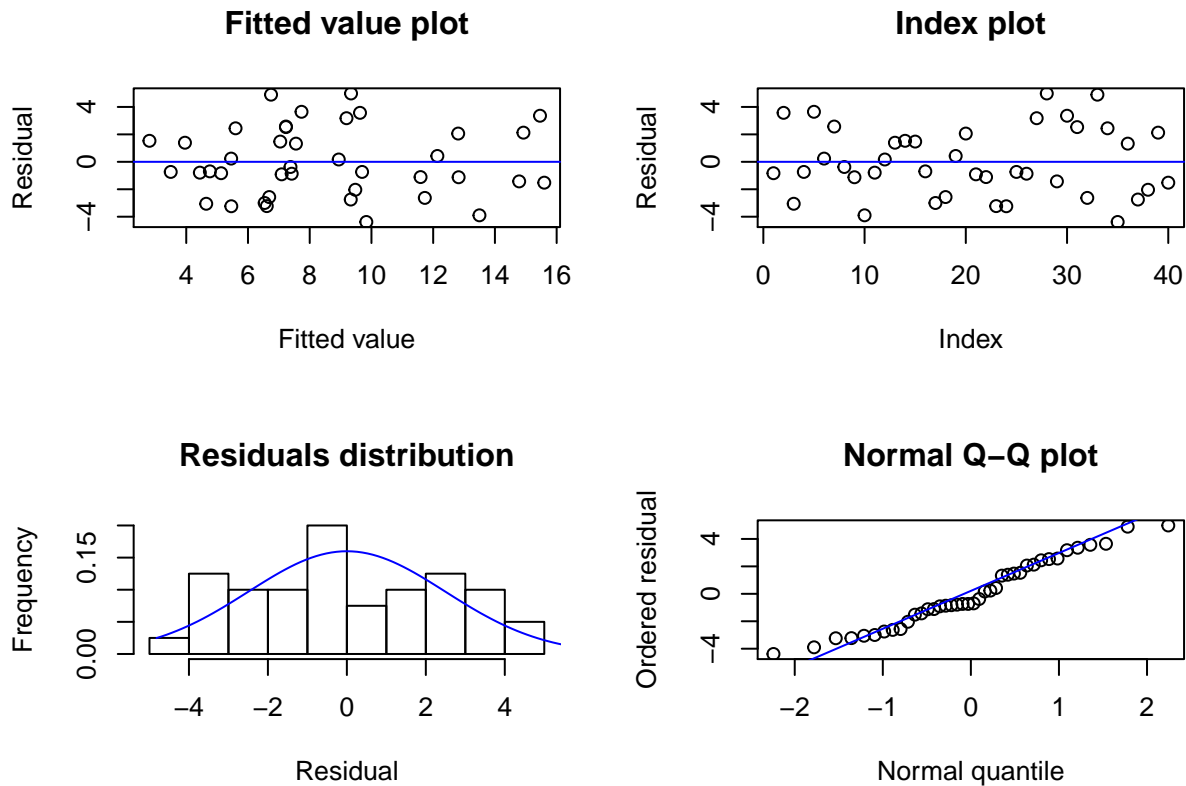 Fitted value plot
Residual
4
0
−4
4 6 8 10 12 14 16
Fitted value
Index plot
Residual
4
0
−4
0 10 20 30 40
Index
Residuals distribution
Frequency
0.15
0.00
−4 −2 0 2 4
Residual
Normal Q−Q plot
Ordered residual
4
0
−4
−2 −1 0 1 2
Normal quantile